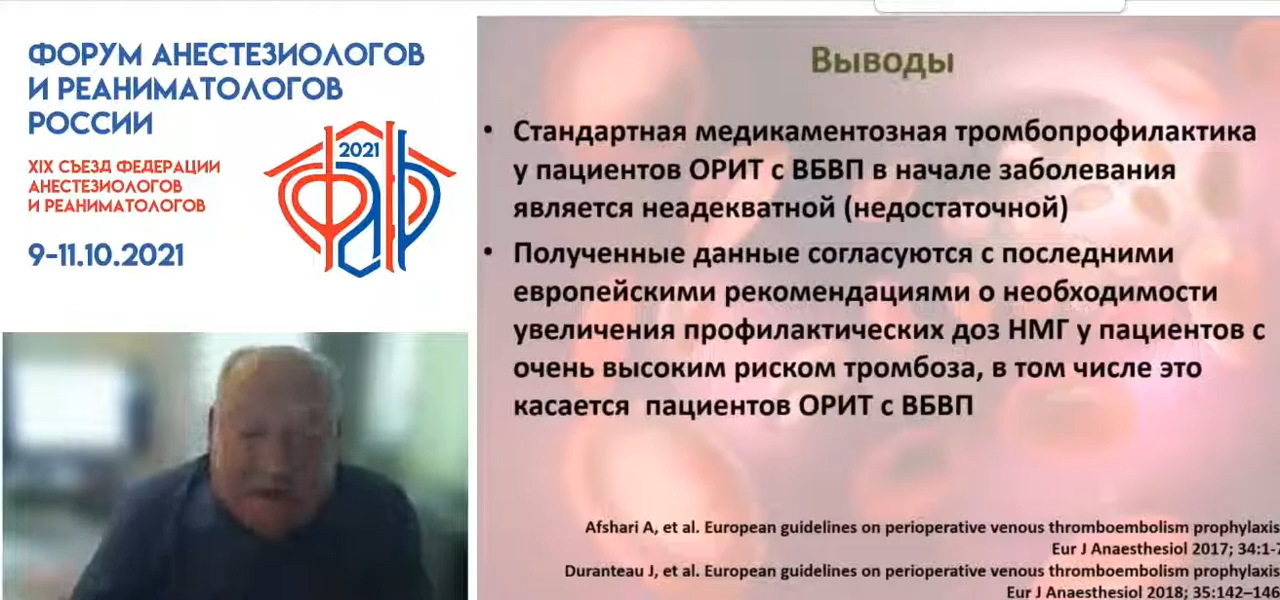 ФОРУМ АНЕСТЕЗИОЛОГОВ
И РЕАНИМАТОЛОГОВ
РОССИИ
XIX СЪЕЗД ФЕДЕРАЦИИ
АНЕСТЕЗИОЛОГОВ
И РЕАНИМАТОЛОГОВ
9-11.10.2021
2021
ФАР
Выводы
• Стандартная медикаментозная тромбопрофилактика
у пациентов ОРИТ с ВБВП в начале заболевания
является неадекватной (недостаточной)
• Полученные данные согласуются с последними
европейскими рекомендациями о необходимости
увеличения профилактических доз НМГ у пациентов с
очень высоким риском тромбоза, в том числе это
касается пациентов ОРИТ с ВБВП
Afshari A, et al. European guidelines on perioperative venous thromboembolism prophylaxis
Eur J Anaesthesiol 2017; 34:1-7
Duranteau J, et al. European guidelines on perioperative venous thromboembolism prophylaxis
Eur J Anaesthesiol 2018; 35:142–146